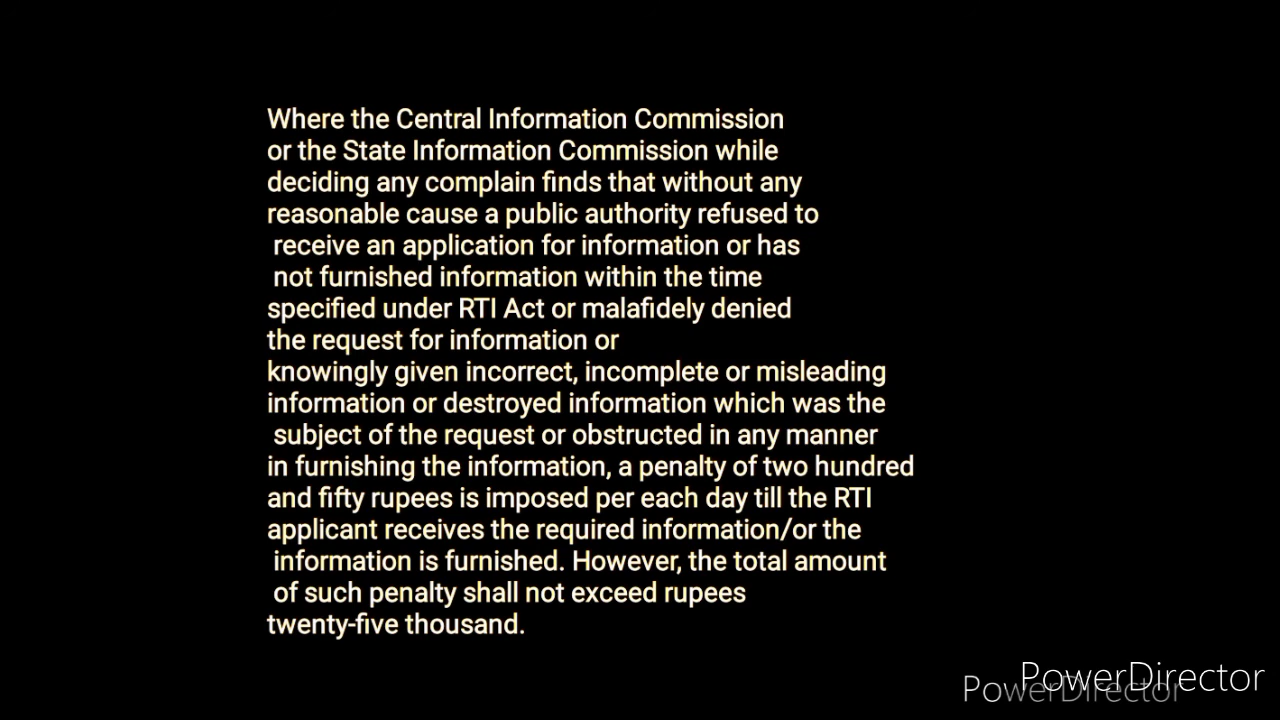 Where the Central Information Commission
or the State Information Commission while
deciding any complain finds that without any
reasonable cause a public authority refused to
receive an application for information or has
not furnished information within the time
specified under RTI Act or malafidely denied
the request for information or
knowingly given incorrect, incomplete or misleading
information or destroyed information which was the
subject of the request or obstructed in any manner
in furnishing the information, a penalty of two hundred
and fifty rupees is imposed per each day till the RTI
applicant receives the required information/or the
information is furnished. However, the total amount
of such penalty shall not exceed rupees
twenty-five thousand.
PowerDirector
PowerDirector